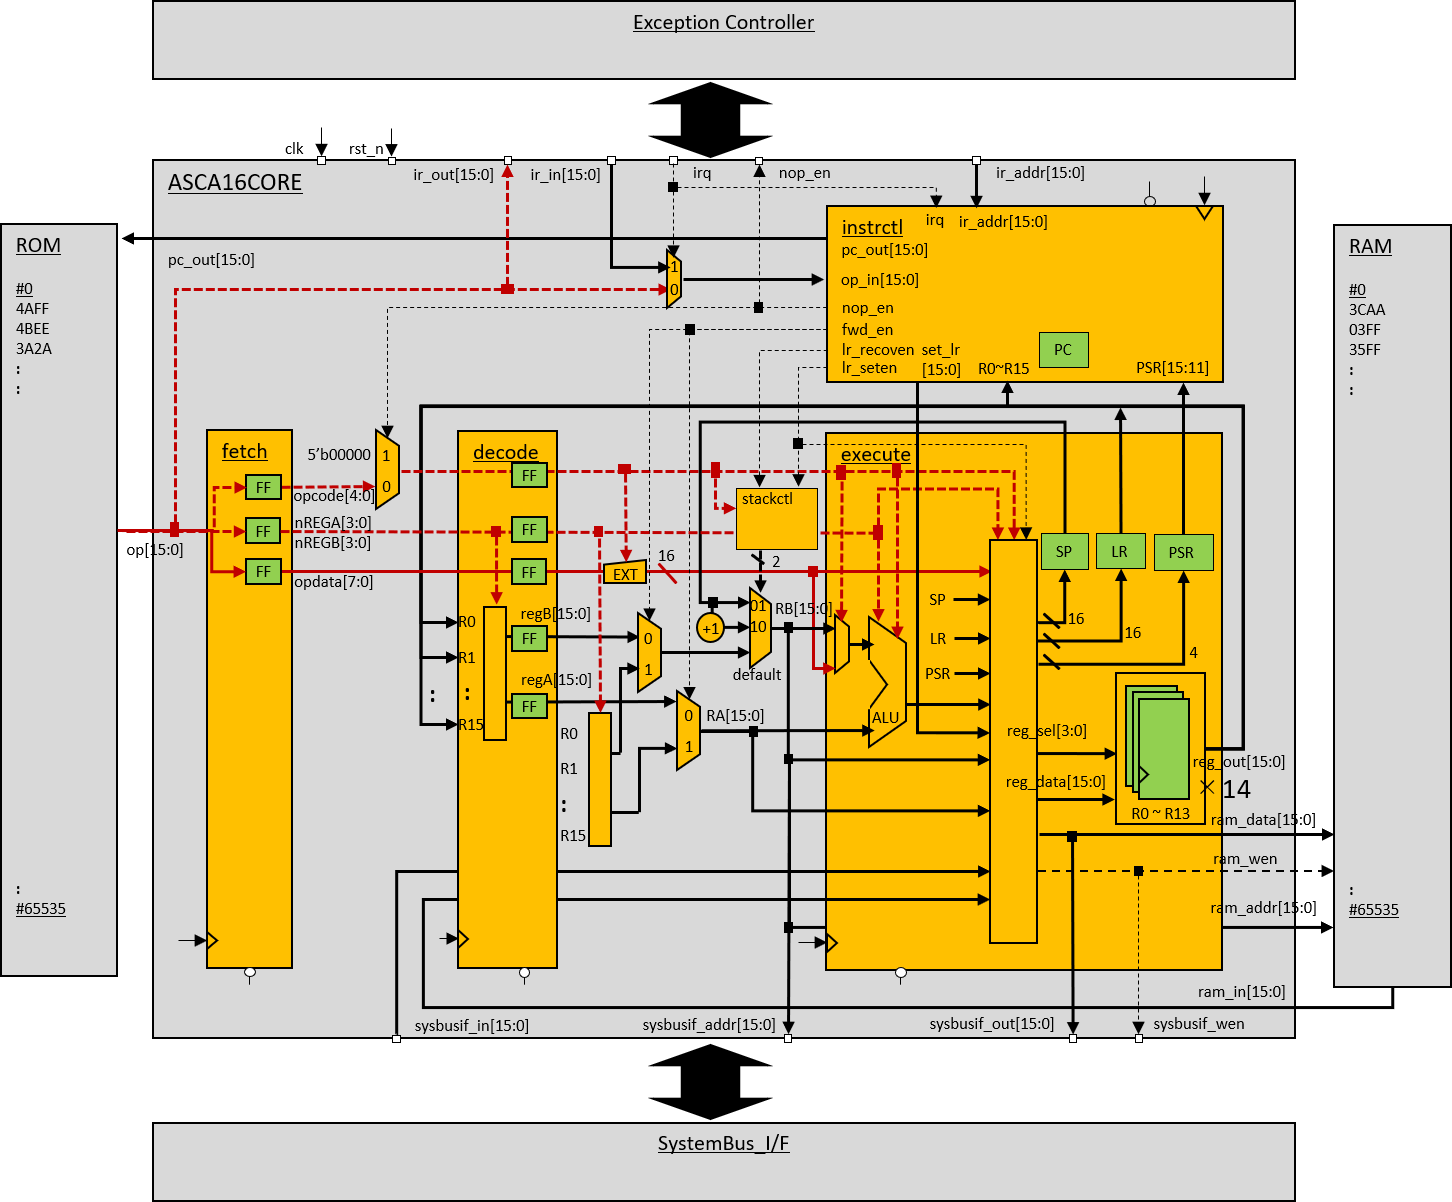 Exception Controller
clk
rst_n
ir_out[15:0]
ir_in[15:0]
irq
nop_en
ir_addr[15:0]
ASCA16CORE
ROM
#0
4AFF
4BEE
3A2A
:
:
:
#65535
pc_out[15:0]
1
0
instrctl
irq
ir_addr[15:0]
pc_out[15:0]
op_in[15:0]
nop_en
fwd_en
lr_recoven
set_lr
lr_seten
[15:0]
R0~R15
PC
PSR[15:11]
RAM
#0
3CAA
03FF
35FF
:
:
:
#65535
op[15:0]
fetch
FF
FF
FF
5'b00000
1
0
opcode[4:0]
nREGA[3:0]
nREGB[3:0]
opdata[7:0]
decode
FF
FF
FF
R0
R1
:
:
R15
regB[15:0]
FF
regA[15:0]
FF
EXT
16
0
1
R0
R1
:
R15
0
1
RA[15:0]
stackctl
2
+1
01
10
default
RB[15:0]
execute
ALU
SP
LR
PSR
SP
LR
PSR
16
16
4
reg_sel[3:0]
reg_data[15:0]
R0 ~ R13
reg_out[15:0]
×14
ram_data[15:0]
ram_wen
ram_addr[15:0]
ram_in[15:0]
sysbusif_in[15:0]
sysbusif_addr[15:0]
sysbusif_out[15:0]
sysbusif_wen
SystemBus_I/F